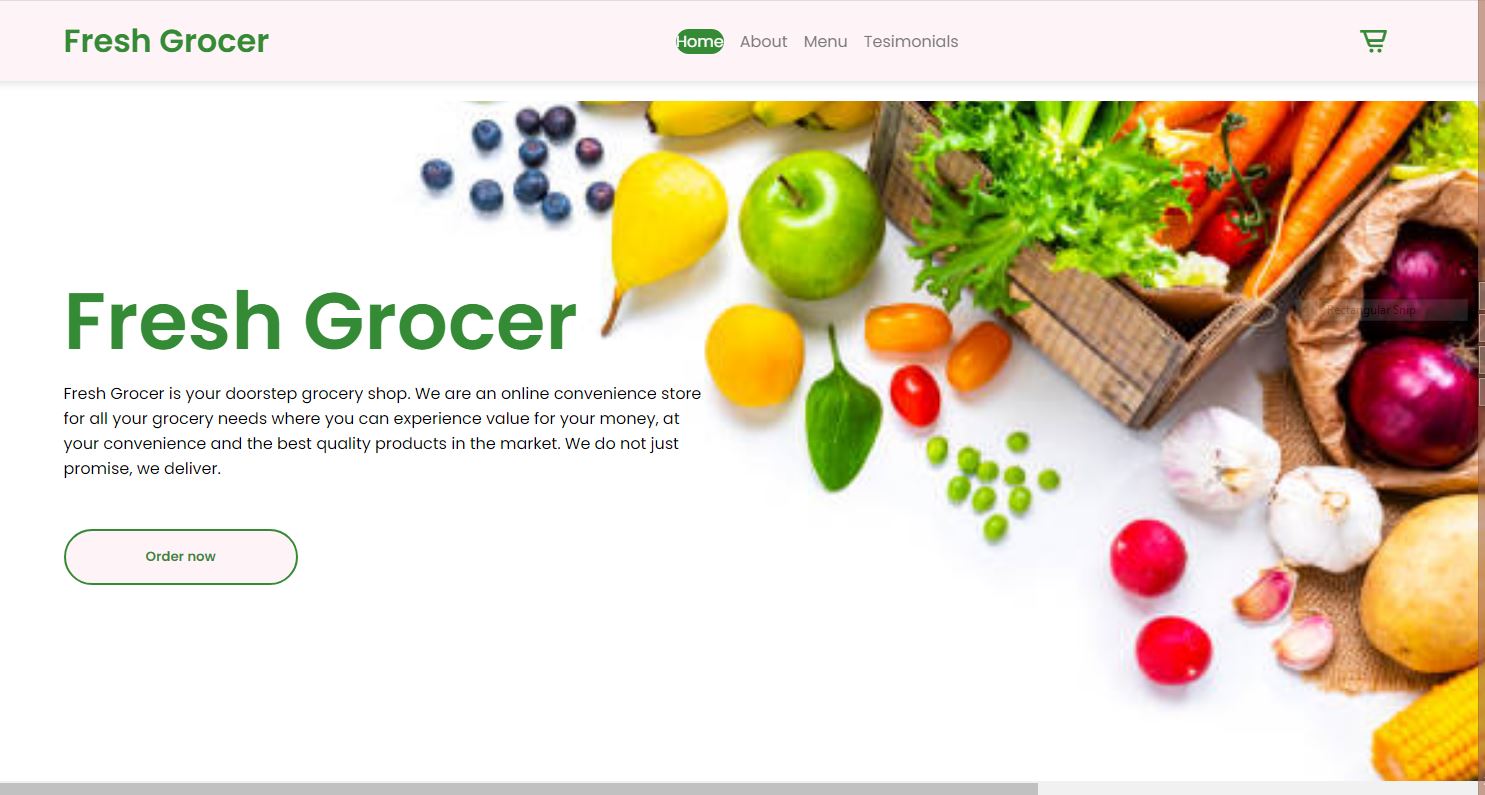 Fresh Grocer
Home About Menu Tesimonials
Rectangular Snip
Fresh Grocer
Fresh Grocer is your doorstep grocery shop. We are an online convenience store
for all your grocery needs where you can experience value for your money, at
your convenience and the best quality products in the market. We do not just
promise, we deliver.
Order now